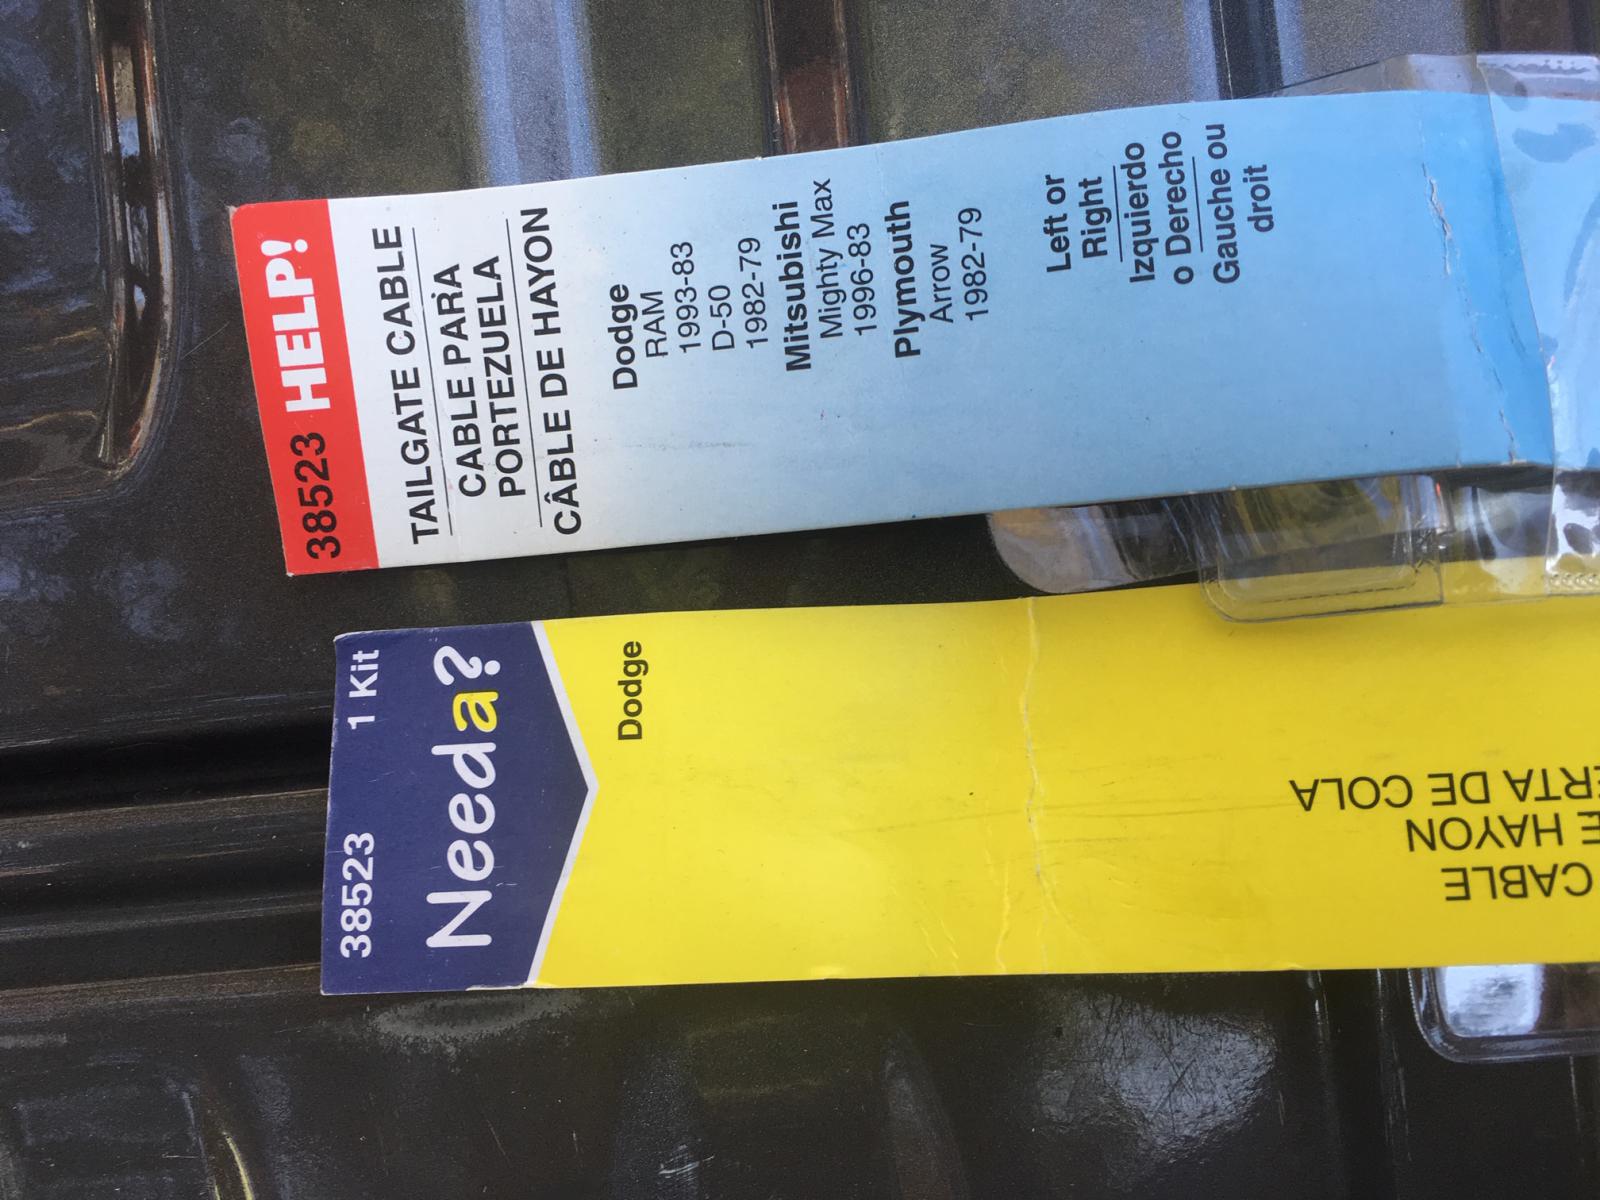 38523 HELP!
TAILGATE CABLE
CABLE PARA
PORTEZUELA
CÂBLE DE HAYON
Dodge
RAM
1993-83
D-50
1982-79
Mitsubishi
Mighty Max
1996-83
Plymouth
Arrow
1982-79
Left or
Right
Izquierdo
o Derecho
Gauche ou
droit
38523 1 Kit
Needa?
Dodge
CABLE
HAYON
DE COLA